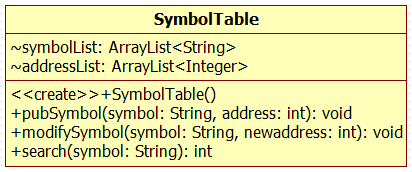 SymbolTable
~symbolList: ArrayList<String>
~addressList: ArrayList<Integer>
<<create>>+SymbolTable()
+pubSymbol(symbol: String, address: int): void
+modifySymbol(symbol: String, newaddress: int): void
+search(symbol: String): int